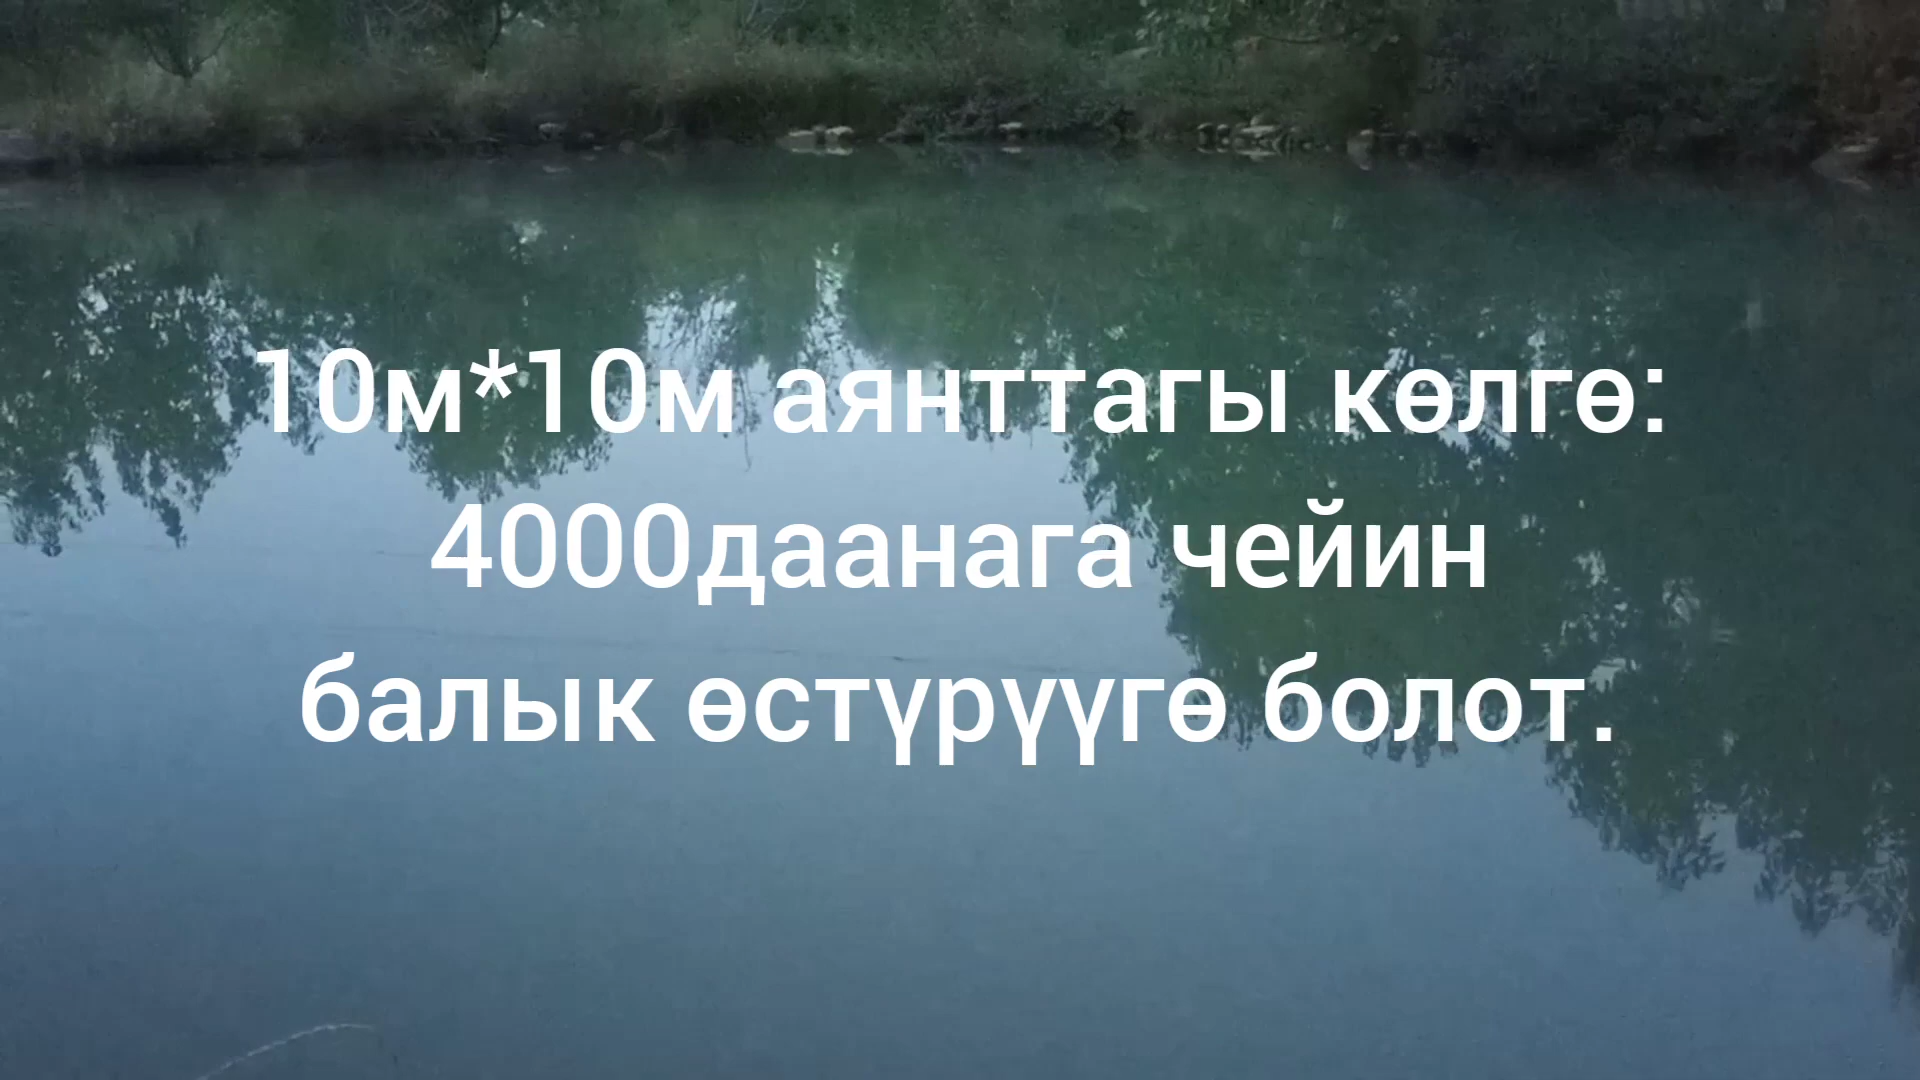 10м*10м аянттагы көлгө:
4000даанага чейин
балык өстүрүүгө болот.